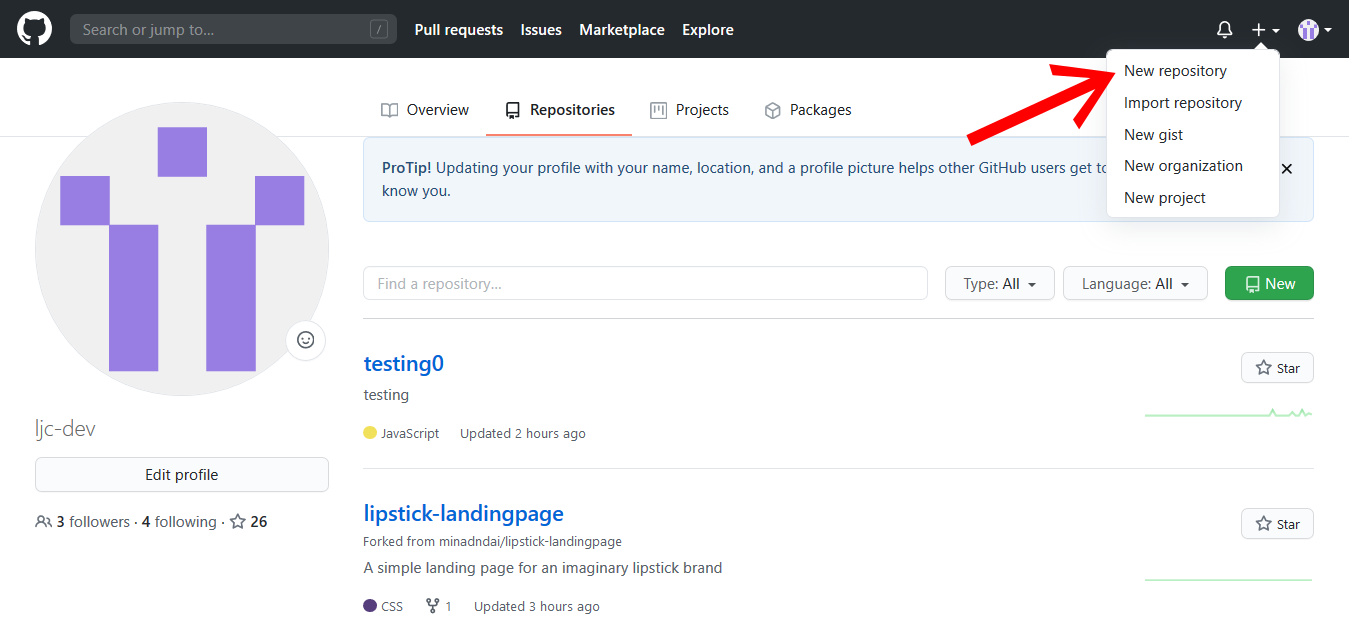 Search or jump to... /
Pull requests Issues Marketplace Explore
New repository
Import repository
New gist
New organization
New project
Overview Repositories Projects Packages
ProTip! Updating your profile with your name, location, and a profile picture helps other GitHub users get to
know you.
Find a repository... Type: All Language: All New
ljc-dev
Edit profile
3 followers · 4 following · 26
testing0 Star
testing
JavaScript Updated 2 hours ago
lipstick-landingpage Star
Forked from minadndai/lipstick-landingpage
A simple landing page for an imaginary lipstick brand
CSS 1 Updated 3 hours ago